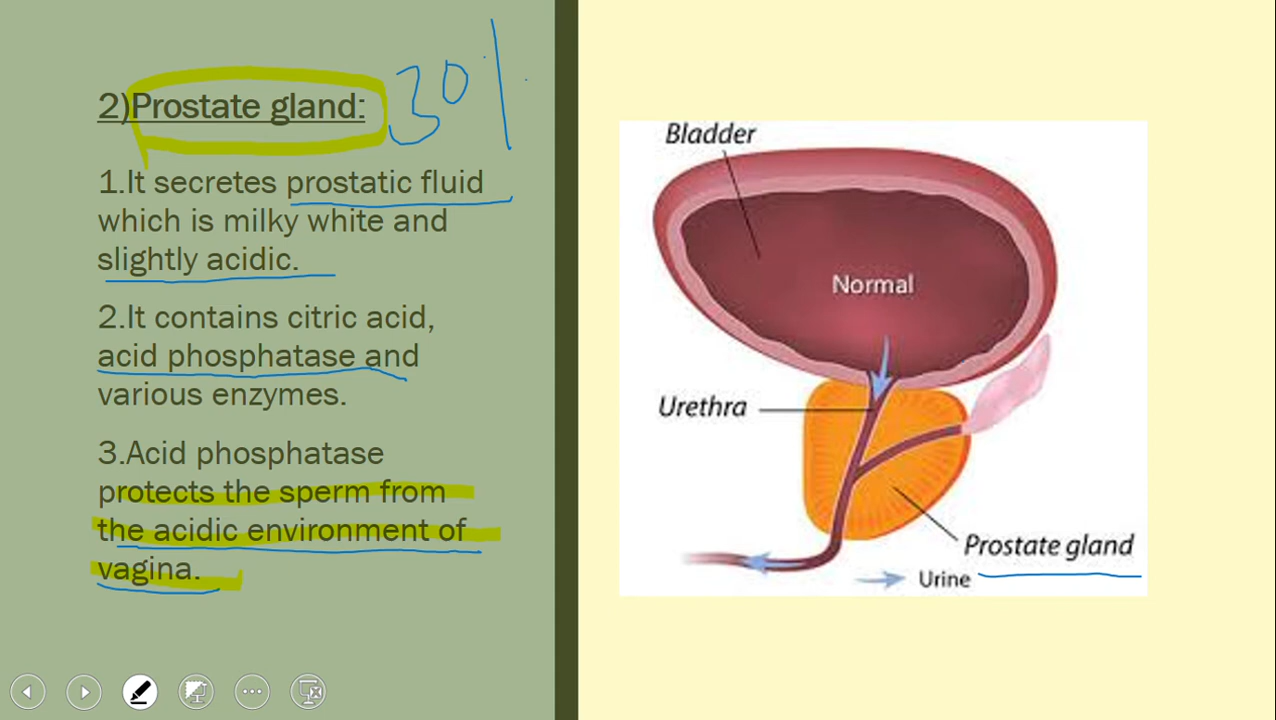 2)Prostate gland:
30%
1.It secretes prostatic fluid
which is milky white and
slightly acidic.
2.It contains citric acid,
acid phosphatase and
various enzymes.
3.Acid phosphatase
protects the sperm from
the acidic environment of
vagina.
Bladder
Normal
Urethra
Prostate gland
Urine